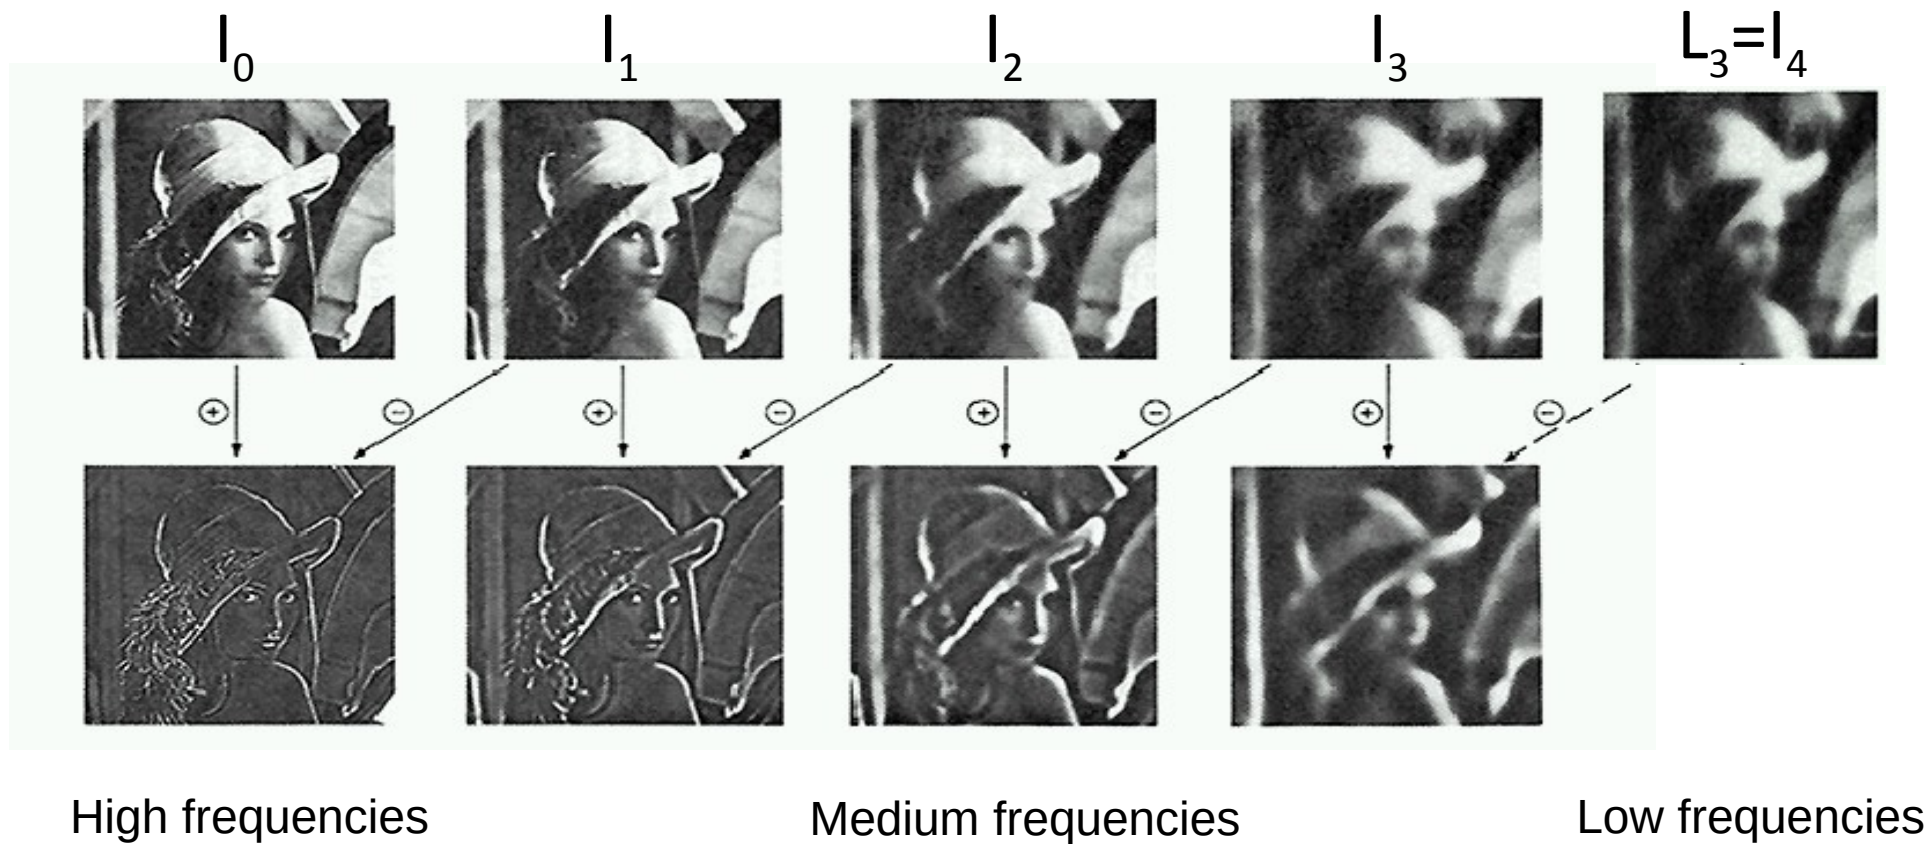 I0 I1 I2 I3 L3=I4
+ − + − + − + −
High frequencies Medium frequencies Low frequencies